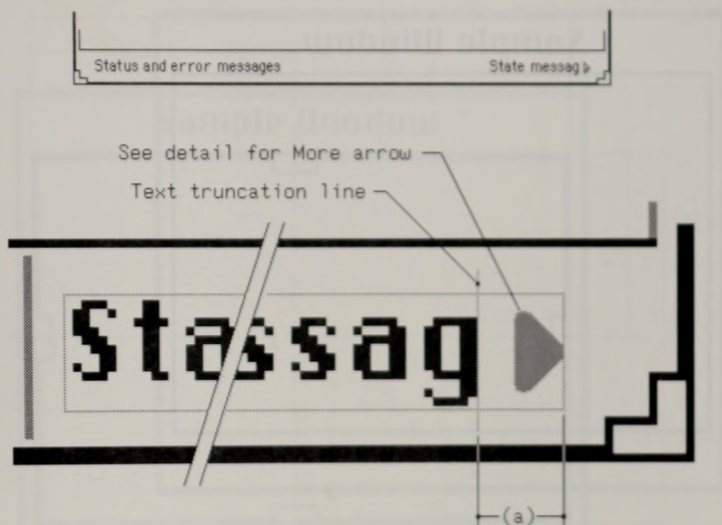 Status and error messages State messag
See detail for More arrow
Text truncation line
Stassag
(a)